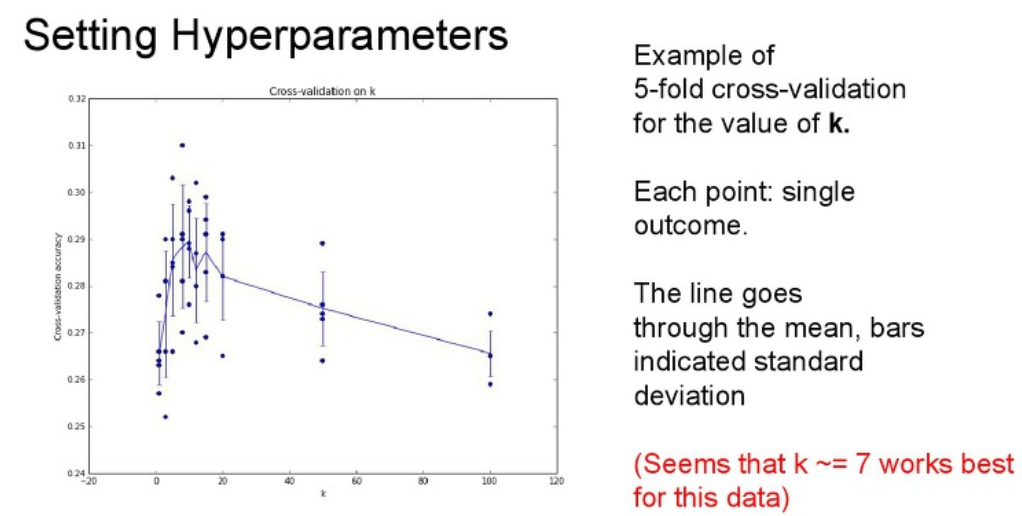 Setting Hyperparameters
Cross-validation on k
0.32
0.31
0.30
0.29
0.28
0.27
0.26
0.25
0.24
Cross-validation accuracy
−20
0
20
40
60
80
100
120
k
Example of
5-fold cross-validation
for the value of k.
Each point: single
outcome.
The line goes
through the mean, bars
indicated standard
deviation
(Seems that k ~= 7 works best
for this data)